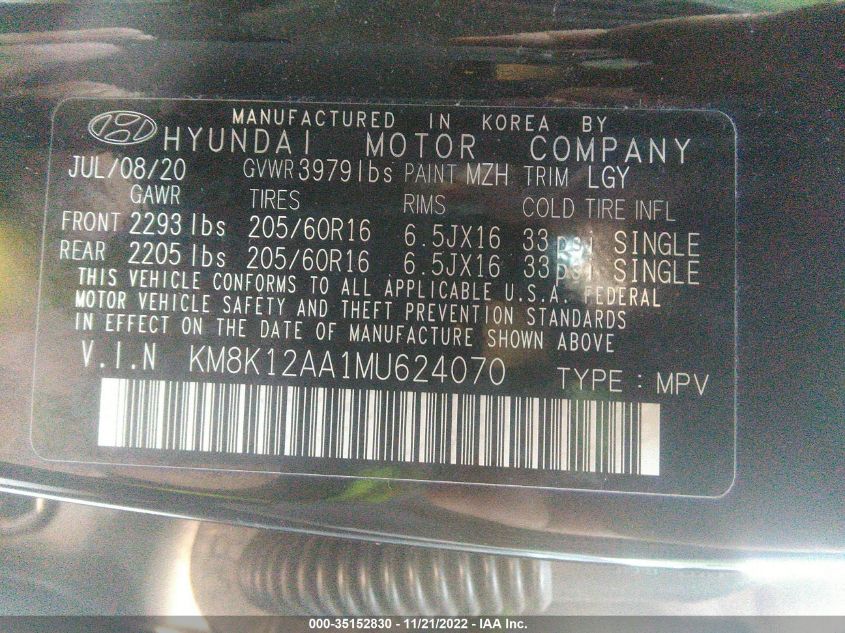 MANUFACTURED IN KOREA BY
HYUNDAI MOTOR COMPANY
JUL/08/20 GVWR 3979lbs PAINT MZH TRIM LGY
GAWR TIRES RIMS COLD TIRE INFL
FRONT 2293 lbs 205/60R16 6.5JX16 33 psi SINGLE
REAR 2205 lbs 205/60R16 6.5JX16 33 psi SINGLE
THIS VEHICLE CONFORMS TO ALL APPLICABLE U.S.A. FEDERAL
MOTOR VEHICLE SAFETY AND THEFT PREVENTION STANDARDS
IN EFFECT ON THE DATE OF MANUFACTURE SHOWN ABOVE
V.I.N KM8K12AA1MU624070 TYPE : MPV
000-35152830 - 11/21/2022 - IAA Inc.